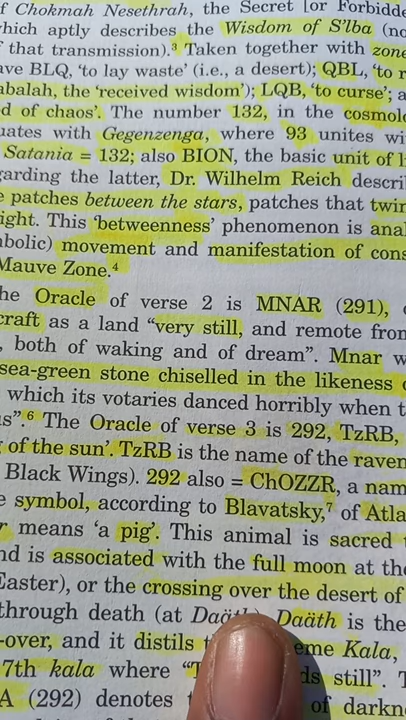 f Chokmah Nesethrah, the Secret [or Forbidde
which aptly describes the Wisdom of S'lba (no
f that transmission).³ Taken together with zone
ave BLQ, 'to lay waste' (i.e., a desert); QBL, 'to r
abalah, the 'received wisdom'); LQB, 'to curse'; a
d of chaos'. The number 132, in the cosmolo
uates with Gegenzenga, where 93 unites wi
Satania = 132; also BION, the basic unit of l
garding the latter, Dr. Wilhelm Reich descri
e patches between the stars, patches that twin
ight. This 'betweenness' phenomenon is anal
bolic) movement and manifestation of cons
Mauve Zone.⁴
he Oracle of verse 2 is MNAR (291),
craft as a land "very still, and remote from
, both of waking and of dream". Mnar w
sea-green stone chiselled in the likeness o
which its votaries danced horribly when t
s".⁶ The Oracle of verse 3 is 292, TzRB,
of the sun'. TzRB is the name of the raven
Black Wings). 292 also = ChOZZR, a nam
e symbol, according to Blavatsky,⁷ of Atla
r means 'a pig'. This animal is sacred
nd is associated with the full moon at the
Easter), or the crossing over the desert of
through death (at Daäth). Daäth is the
-over, and it distils t eme Kala,
7th kala where "T ds still". T
A (292) denotes of darkn